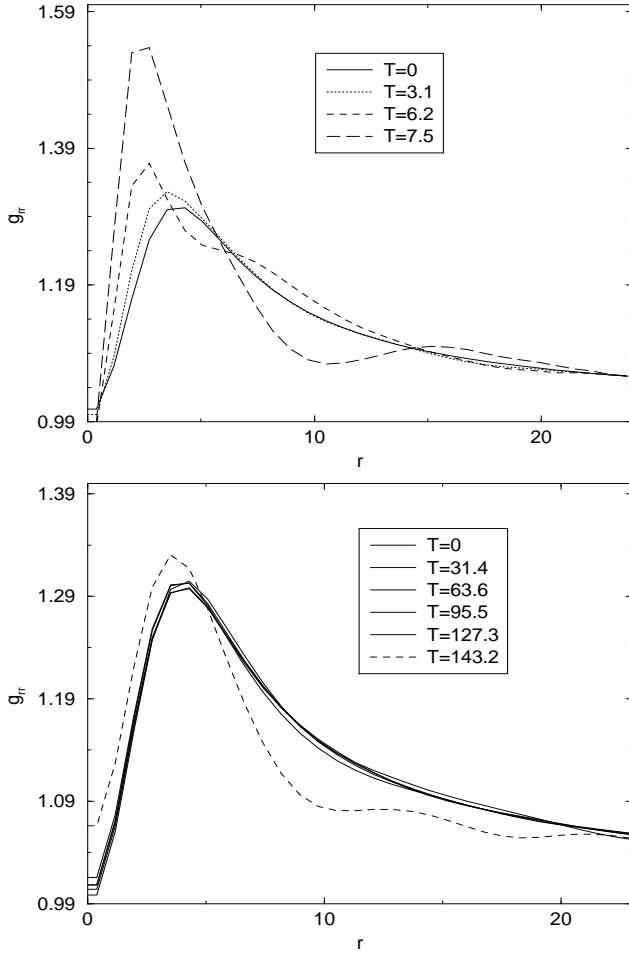 1.59
1.39
1.19
0.99
g_rr
T=0
T=3.1
T=6.2
T=7.5
0 10 20
r
1.39
1.29
1.19
1.09
0.99
g_rr
T=0
T=31.4
T=63.6
T=95.5
T=127.3
T=143.2
0 10 20
r